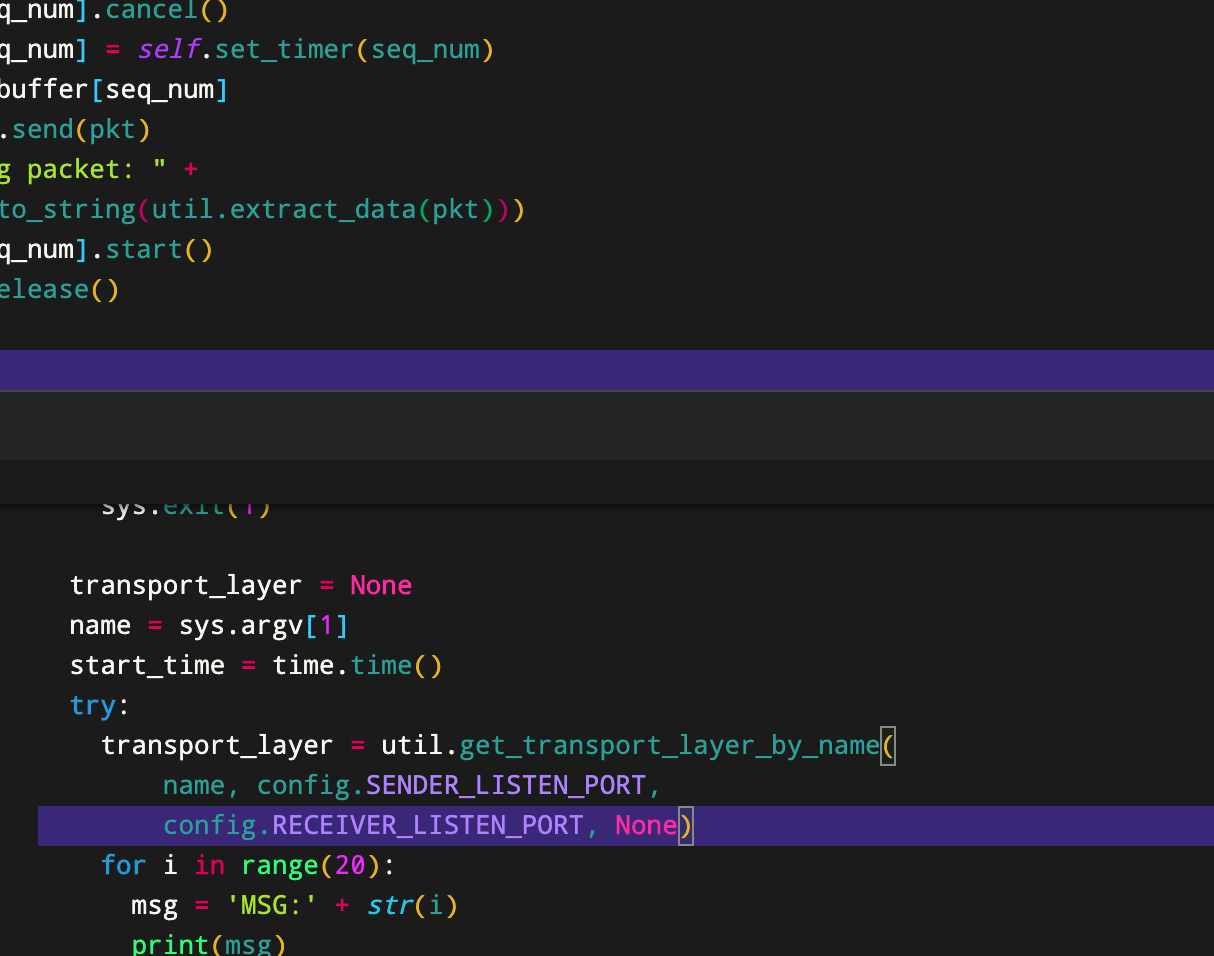 q_num].cancel()
q_num] = self.set_timer(seq_num)
buffer[seq_num]
.send(pkt)
g packet: " +
to_string(util.extract_data(pkt)))
q_num].start()
elease()
sys.exit(1)
transport_layer = None
name = sys.argv[1]
start_time = time.time()
try:
transport_layer = util.get_transport_layer_by_name(
name, config.SENDER_LISTEN_PORT,
config.RECEIVER_LISTEN_PORT, None)
for i in range(20):
msg = 'MSG:' + str(i)
print(msg)